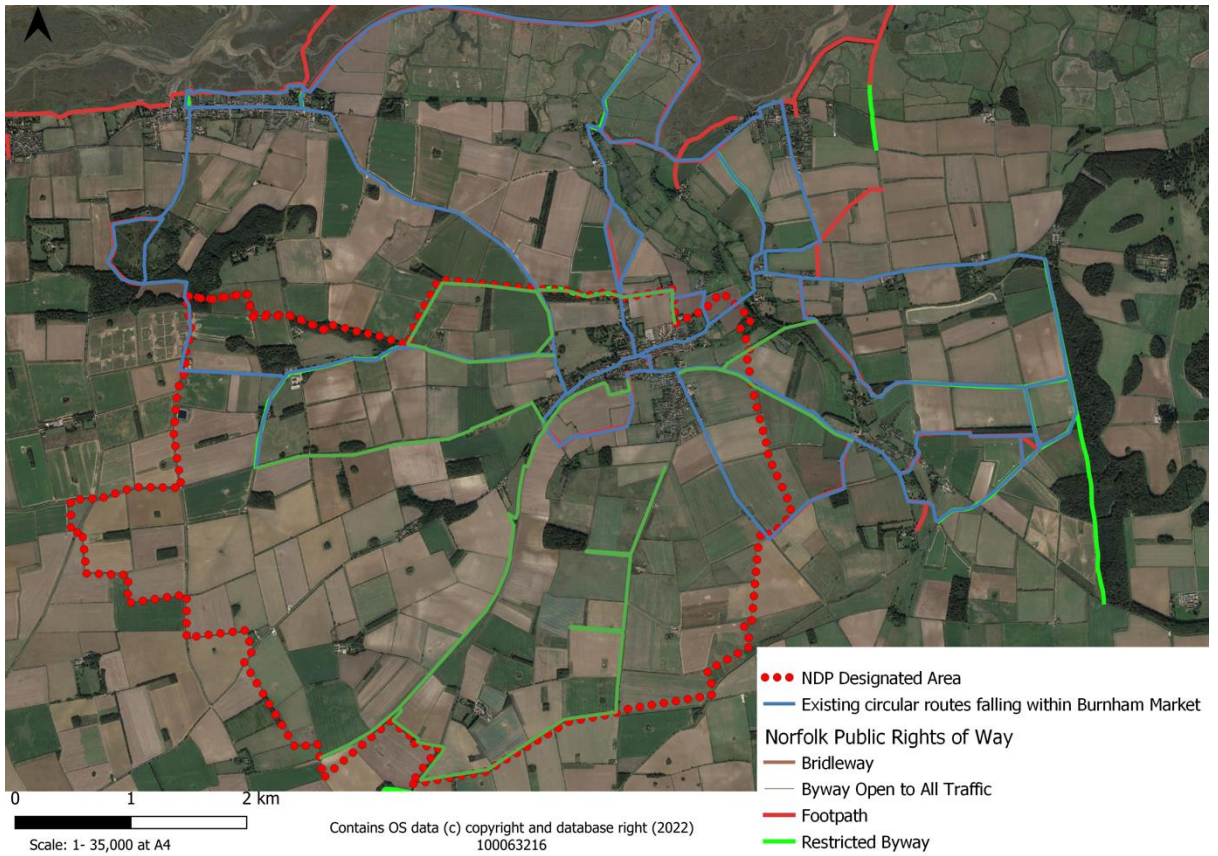 NDP Designated Area
Existing circular routes falling within Burnham Market
Norfolk Public Rights of Way
Bridleway
Byway Open to All Traffic
Footpath
Restricted Byway
0 1 2 km
Scale: 1- 35,000 at A4
Contains OS data (c) copyright and database right (2022)
100063216